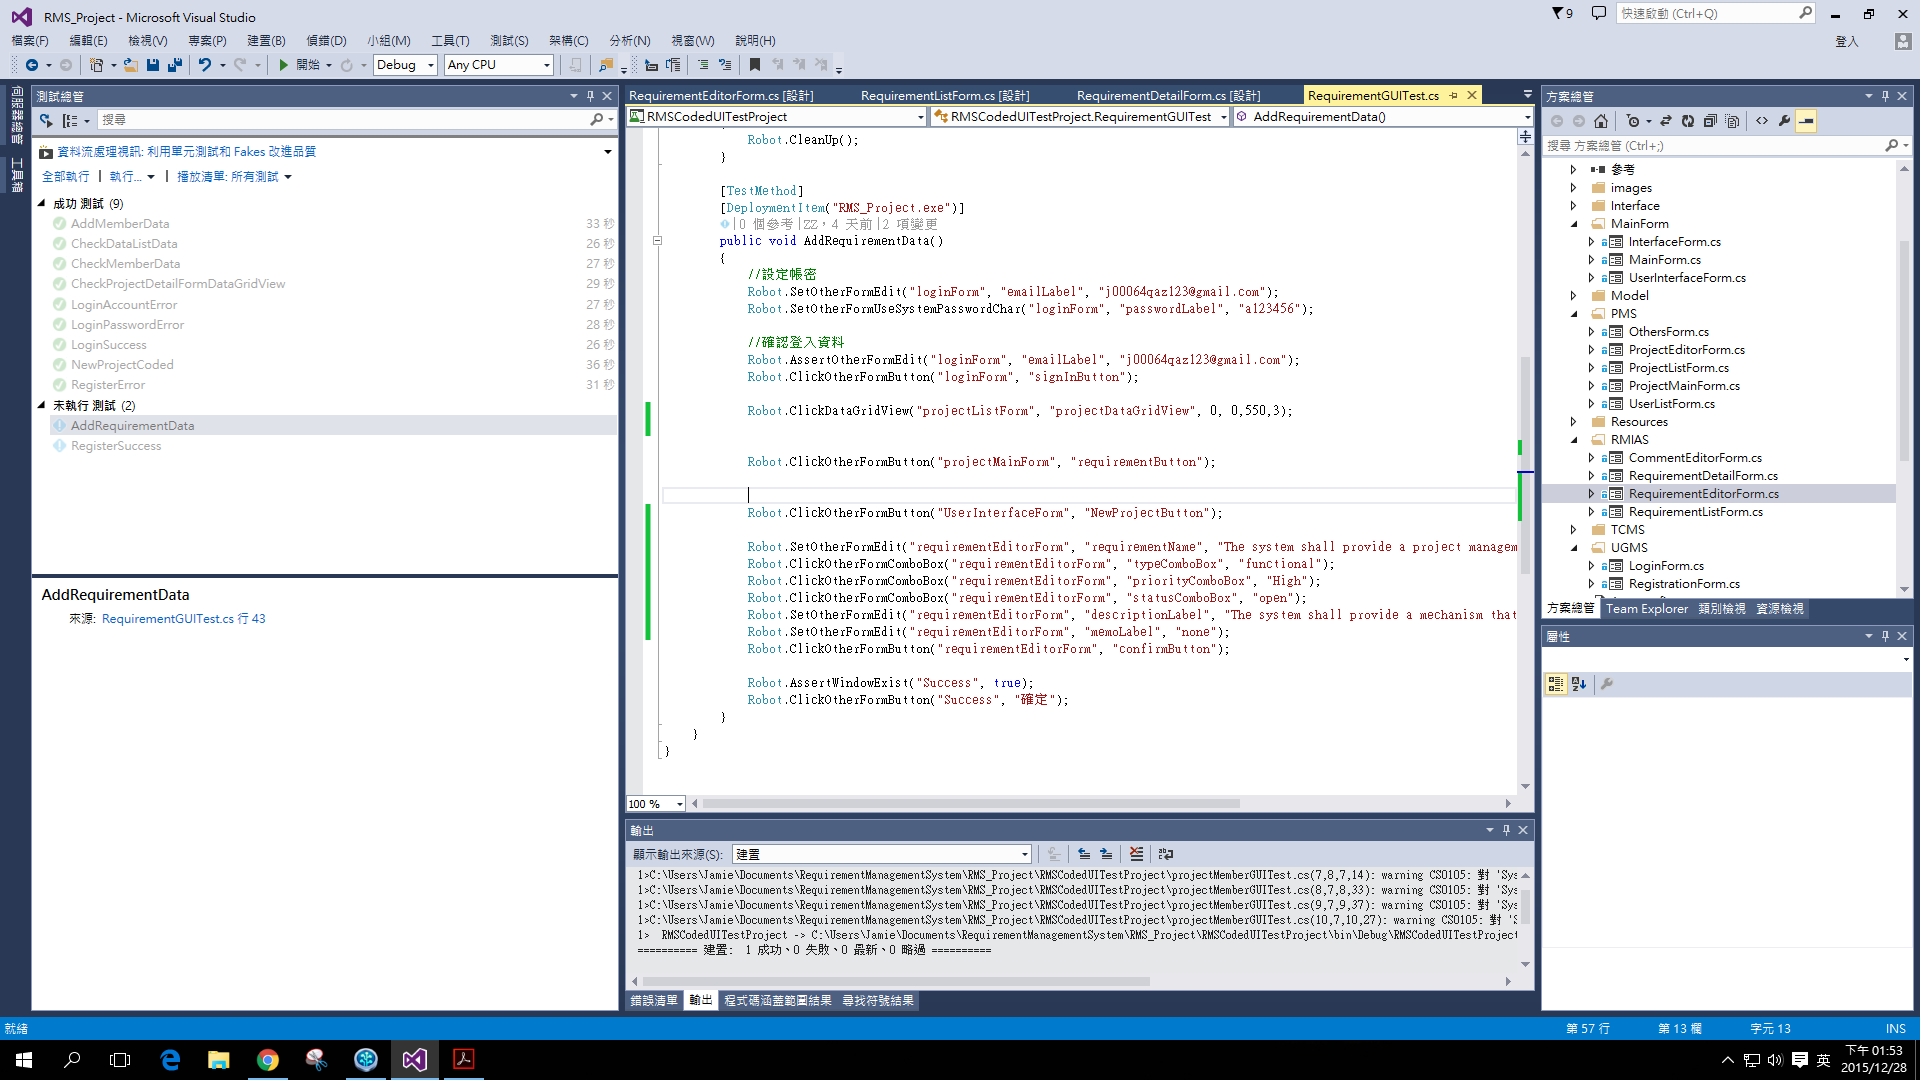 RMS_Project - Microsoft Visual Studio
9
快速啟動 (Ctrl+Q)
檔案(F) 編輯(E) 檢視(V) 專案(P) 建置(B) 偵錯(D) 小組(M) 工具(T) 測試(S) 架構(C) 分析(N) 視窗(W) 說明(H)
登入
開始 Debug Any CPU
伺服器總管
工具箱
測試總管
搜尋
資料流處理視訊: 利用單元測試和 Fakes 改進品質
全部執行 | 執行... | 播放清單: 所有測試
成功 測試 (9)
AddMemberData 33 秒
CheckDataListData 26 秒
CheckMemberData 27 秒
CheckProjectDetailFormDataGridView 29 秒
LoginAccountError 27 秒
LoginPasswordError 28 秒
LoginSuccess 26 秒
NewProjectCoded 36 秒
RegisterError 31 秒
未執行 測試 (2)
AddRequirementData
RegisterSuccess
AddRequirementData
來源: RequirementGUITest.cs 行 43
RequirementEditorForm.cs [設計] RequirementListForm.cs [設計] RequirementDetailForm.cs [設計] RequirementGUITest.cs
RMSCodedUITestProject RMSCodedUITestProject.RequirementGUITest AddRequirementData()
Robot.CleanUp();
}
[TestMethod]
[DeploymentItem("RMS_Project.exe")]
|0 個參考|ZZ，4 天前|2 項變更
public void AddRequirementData()
{
//設定帳密
Robot.SetOtherFormEdit("loginForm", "emailLabel", "j00064qaz123@gmail.com");
Robot.SetOtherFormUseSystemPasswordChar("loginForm", "passwordLabel", "a123456");
//確認登入資料
Robot.AssertOtherFormEdit("loginForm", "emailLabel", "j00064qaz123@gmail.com");
Robot.ClickOtherFormButton("loginForm", "signInButton");
Robot.ClickDataGridView("projectListForm", "projectDataGridView", 0, 0,550,3);
Robot.ClickOtherFormButton("projectMainForm", "requirementButton");
Robot.ClickOtherFormButton("UserInterfaceForm", "NewProjectButton");
Robot.SetOtherFormEdit("requirementEditorForm", "requirementName", "The system shall provide a project managem
Robot.ClickOtherFormComboBox("requirementEditorForm", "typeComboBox", "functional");
Robot.ClickOtherFormComboBox("requirementEditorForm", "priorityComboBox", "High");
Robot.ClickOtherFormComboBox("requirementEditorForm", "statusComboBox", "open");
Robot.SetOtherFormEdit("requirementEditorForm", "descriptionLabel", "The system shall provide a mechanism that
Robot.SetOtherFormEdit("requirementEditorForm", "memoLabel", "none");
Robot.ClickOtherFormButton("requirementEditorForm", "confirmButton");
Robot.AssertWindowExist("Success", true);
Robot.ClickOtherFormButton("Success", "確定");
}
}
}
100 %
輸出
顯示輸出來源(S): 建置
1>C:\Users\Jamie\Documents\RequirementManagementSystem\RMS_Project\RMSCodedUITestProject\projectMemberGUITest.cs(7,8,7,14): warning CS0105: 對 'Sys
1>C:\Users\Jamie\Documents\RequirementManagementSystem\RMS_Project\RMSCodedUITestProject\projectMemberGUITest.cs(8,7,8,33): warning CS0105: 對 'Sys
1>C:\Users\Jamie\Documents\RequirementManagementSystem\RMS_Project\RMSCodedUITestProject\projectMemberGUITest.cs(9,7,9,37): warning CS0105: 對 'Sys
1>C:\Users\Jamie\Documents\RequirementManagementSystem\RMS_Project\RMSCodedUITestProject\projectMemberGUITest.cs(10,7,10,27): warning CS0105: 對 'S
1> RMSCodedUITestProject -> C:\Users\Jamie\Documents\RequirementManagementSystem\RMS_Project\RMSCodedUITestProject\bin\Debug\RMSCodedUITestProject
========== 建置: 1 成功、0 失敗、0 最新、0 略過 ==========
錯誤清單 輸出 程式碼涵蓋範圍結果 尋找符號結果
方案總管
搜尋 方案總管 (Ctrl+;)
參考
images
Interface
MainForm
InterfaceForm.cs
MainForm.cs
UserInterfaceForm.cs
Model
PMS
OthersForm.cs
ProjectEditorForm.cs
ProjectListForm.cs
ProjectMainForm.cs
UserListForm.cs
Resources
RMIAS
CommentEditorForm.cs
RequirementDetailForm.cs
RequirementEditorForm.cs
RequirementListForm.cs
TCMS
UGMS
LoginForm.cs
RegistrationForm.cs
方案總管 Team Explorer 類別檢視 資源檢視
屬性
就緒 第 57 行 第 13 欄 字元 13 INS
英 下午 01:53
2015/12/28